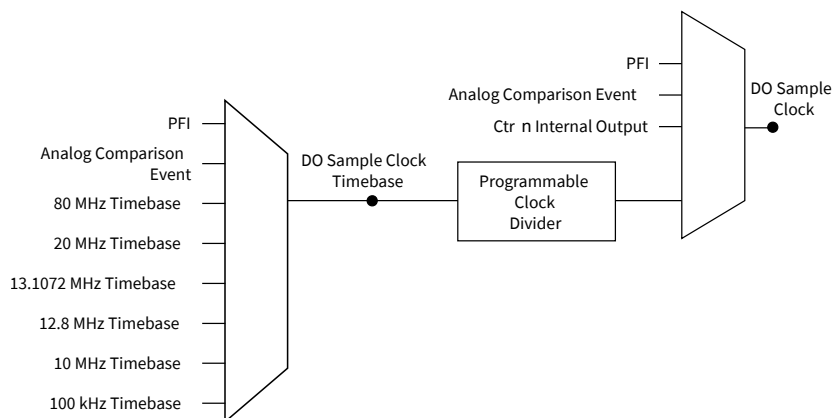 PFI
Analog Comparison
Event
80 MHz Timebase
20 MHz Timebase
13.1072 MHz Timebase
12.8 MHz Timebase
10 MHz Timebase
100 kHz Timebase
DO Sample Clock
Timebase
Programmable
Clock
Divider
PFI
Analog Comparison Event
Ctr n Internal Output
DO Sample
Clock